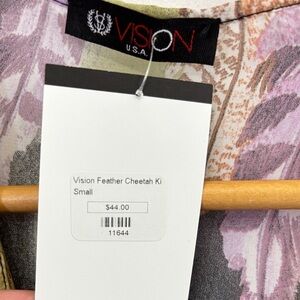 VISION
U.S.A.
Vision Feather Cheetah Ki
Small
$44.00
11644